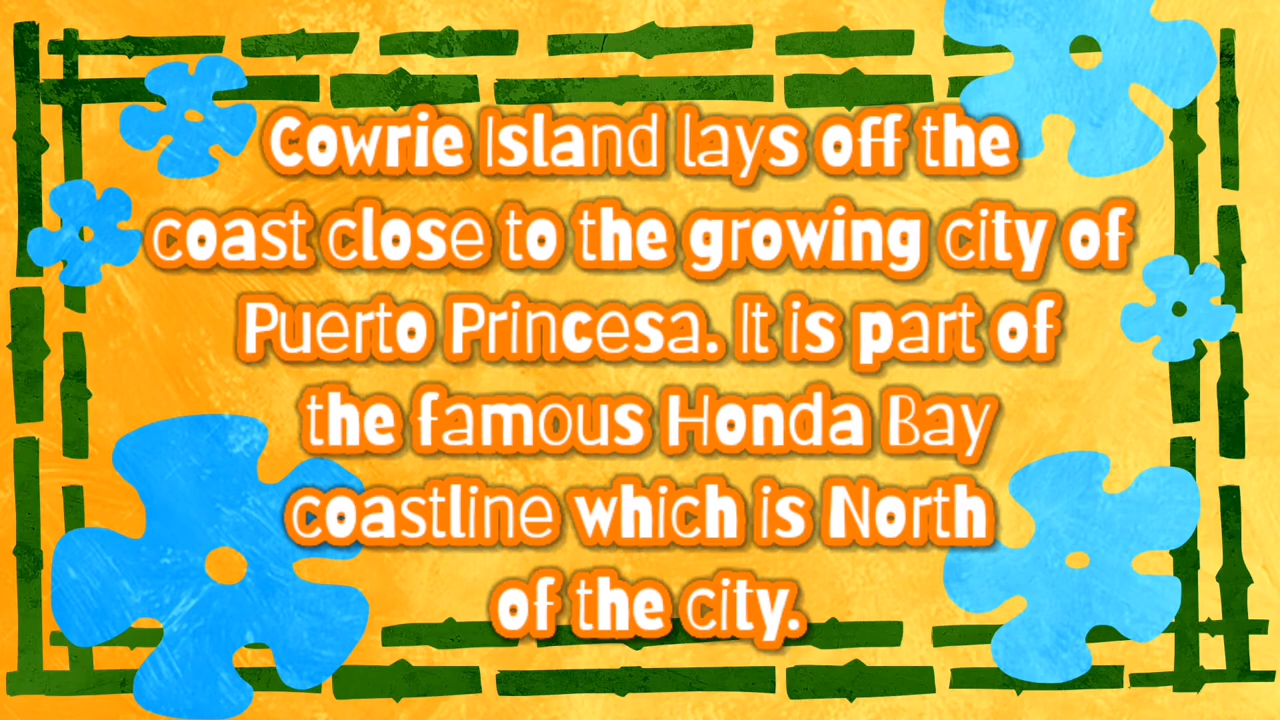 Cowrie Island lays off the
coast close to the growing city of
Puerto Princesa. It is part of
the famous Honda Bay
coastline which is North
of the city.